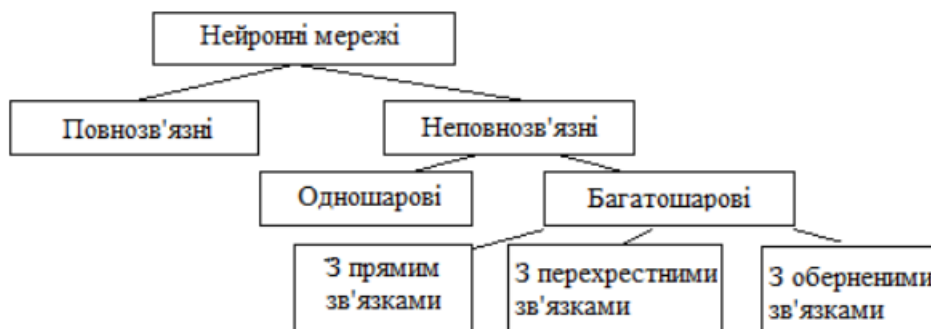 Нейронні мережі
Повнозв'язні
Неповнозв'язні
Одношарові
Багатошарові
З прямим
зв'язками
З перехрестними
зв'язками
З оберненими
зв'язками